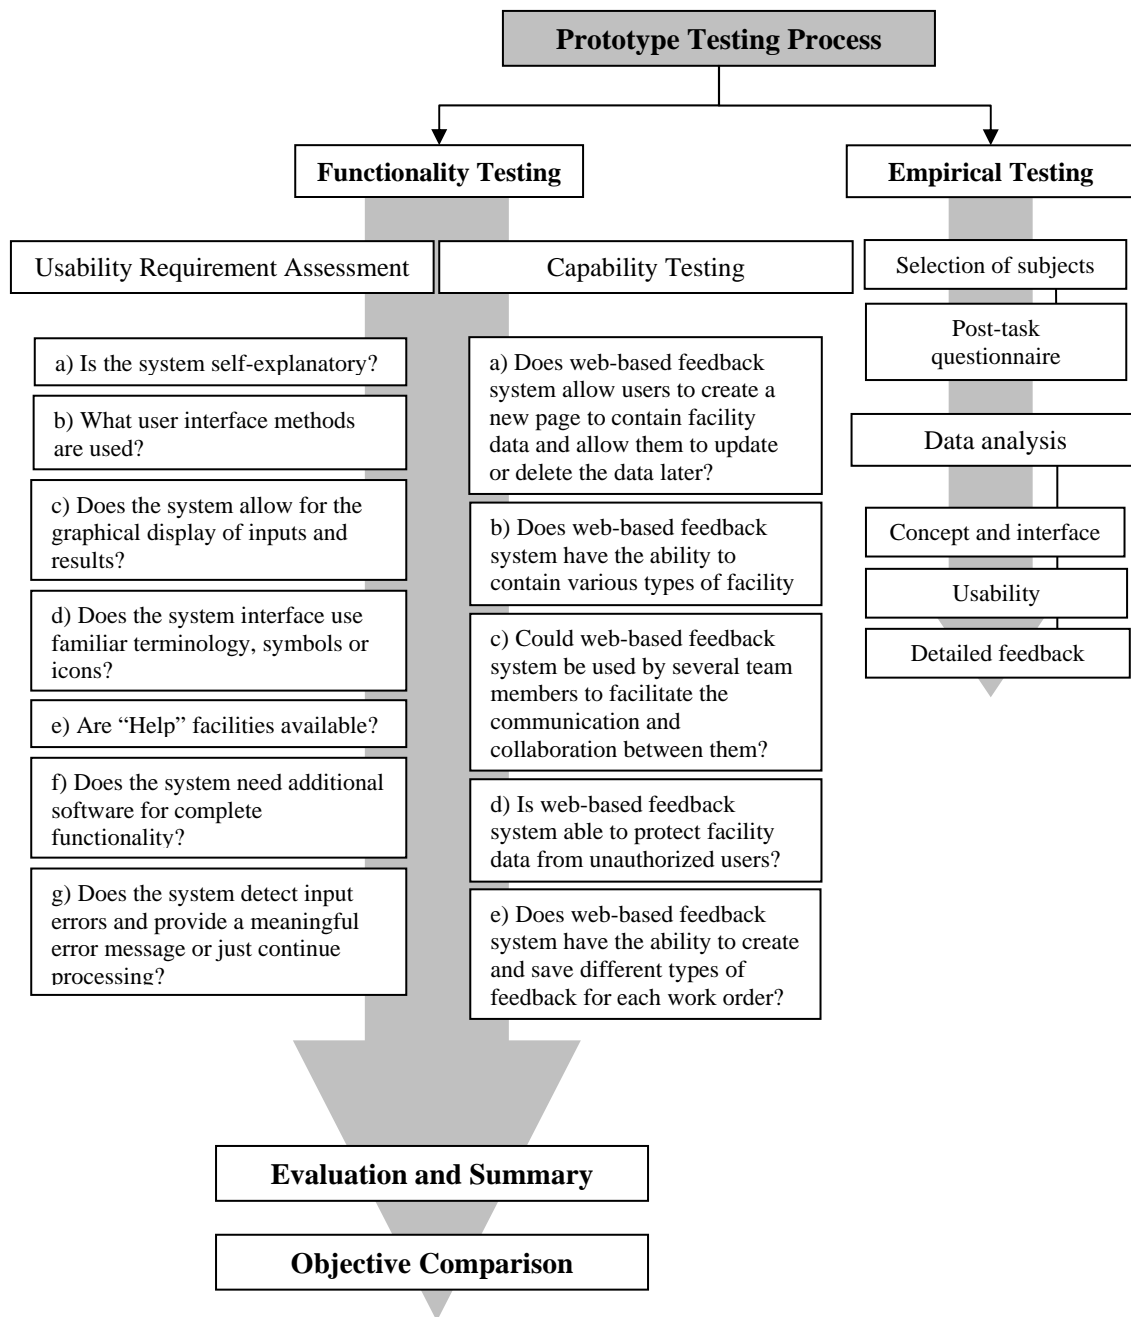 Prototype Testing Process
Functionality Testing
Empirical Testing
Usability Requirement Assessment
Capability Testing
a) Is the system self-explanatory?
b) What user interface methods
are used?
c) Does the system allow for the
graphical display of inputs and
results?
d) Does the system interface use
familiar terminology, symbols or
icons?
e) Are “Help” facilities available?
f) Does the system need additional
software for complete
functionality?
g) Does the system detect input
errors and provide a meaningful
error message or just continue
processing?
a) Does web-based feedback
system allow users to create a
new page to contain facility
data and allow them to update
or delete the data later?
b) Does web-based feedback
system have the ability to
contain various types of facility
c) Could web-based feedback
system be used by several team
members to facilitate the
communication and
collaboration between them?
d) Is web-based feedback
system able to protect facility
data from unauthorized users?
e) Does web-based feedback
system have the ability to create
and save different types of
feedback for each work order?
Selection of subjects
Post-task
questionnaire
Data analysis
Concept and interface
Usability
Detailed feedback
Evaluation and Summary
Objective Comparison